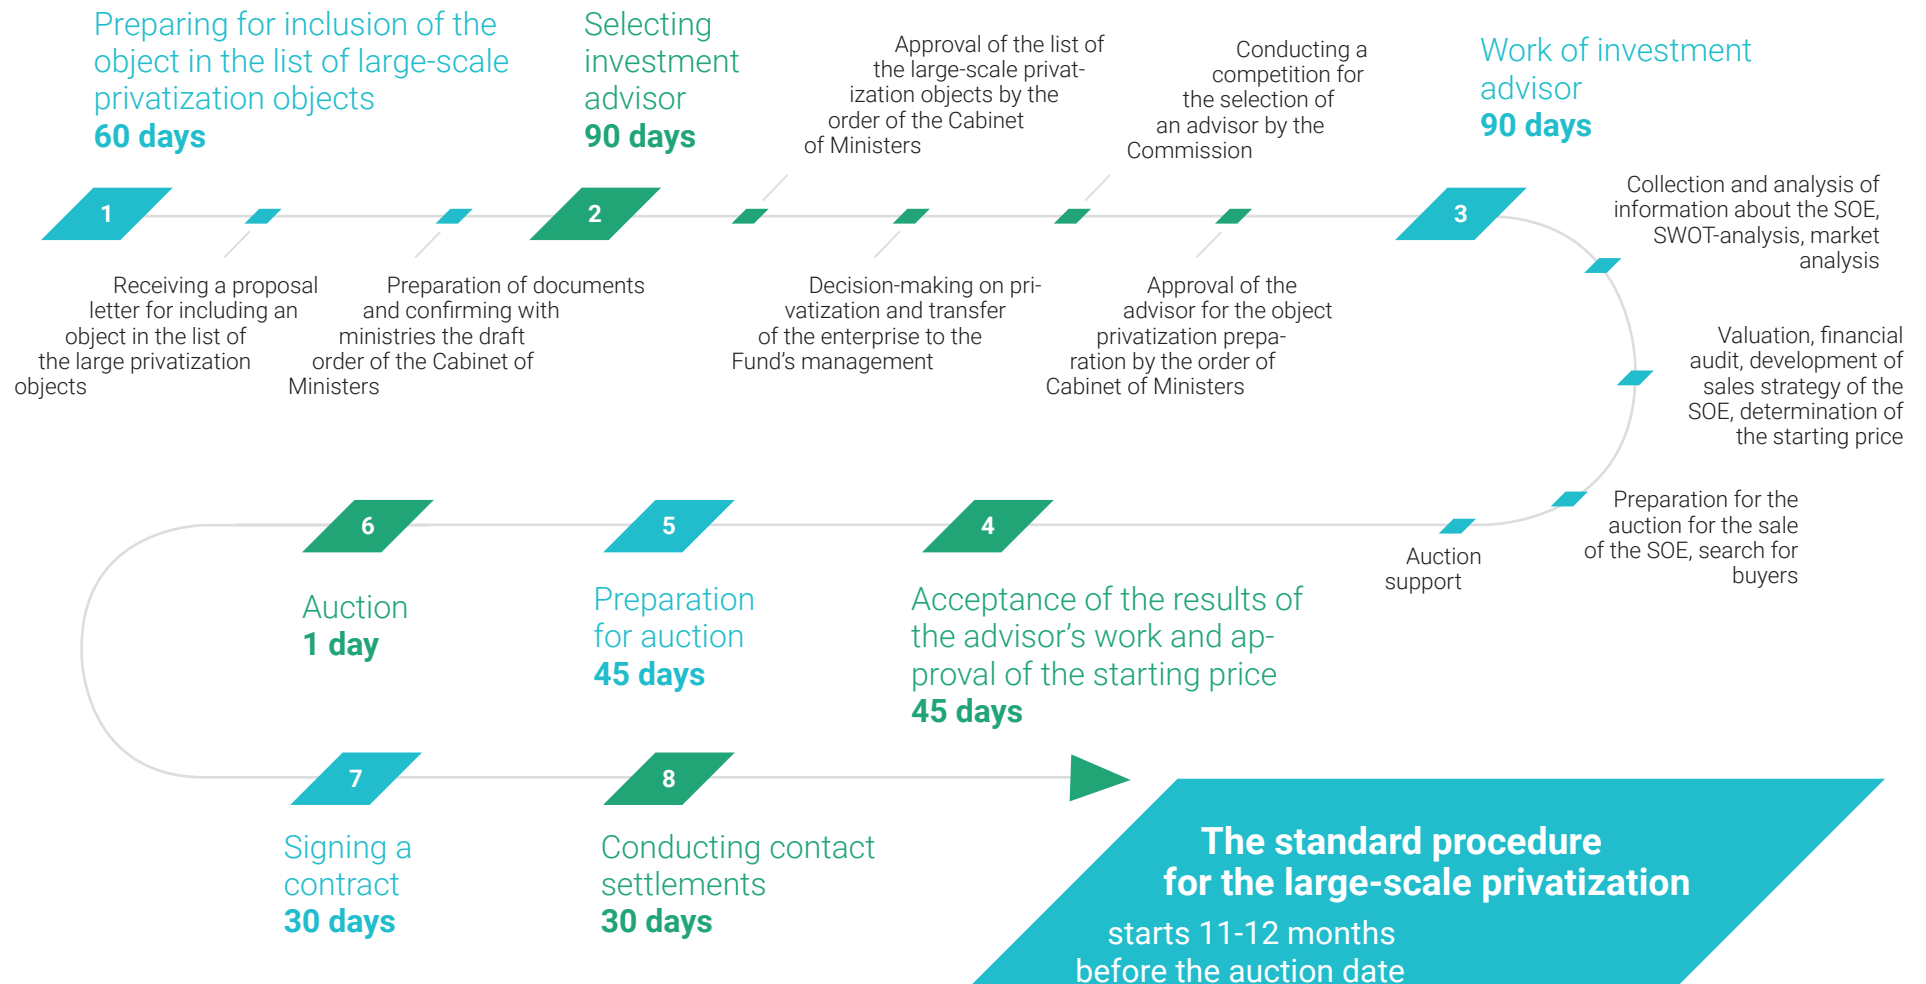 Preparing for inclusion of the
object in the list of large-scale
privatization objects
60 days
Selecting
investment
advisor
90 days
Approval of the list of
the large-scale privat-
ization objects by the
order of the Cabinet
of Ministers
Conducting a
competition for
the selection of
an advisor by the
Commission
Work of investment
advisor
90 days
1
2
3
Receiving a proposal
letter for including an
object in the list of
the large privatization
objects
Preparation of documents
and confirming with
ministries the draft
order of the Cabinet of
Ministers
Decision-making on pri-
vatization and transfer
of the enterprise to the
Fund's management
Approval of the
advisor for the object
privatization prepa-
ration by the order of
Cabinet of Ministers
Collection and analysis of
information about the SOE,
SWOT-analysis, market
analysis
Valuation, financial
audit, development of
sales strategy of the
SOE, determination of
the starting price
Preparation for the
auction for the sale
of the SOE, search for
buyers
Auction
support
4
Acceptance of the results of
the advisor's work and ap-
proval of the starting price
45 days
5
Preparation
for auction
45 days
6
Auction
1 day
7
Signing a
contract
30 days
8
Conducting contact
settlements
30 days
The standard procedure
for the large-scale privatization
starts 11-12 months
before the auction date